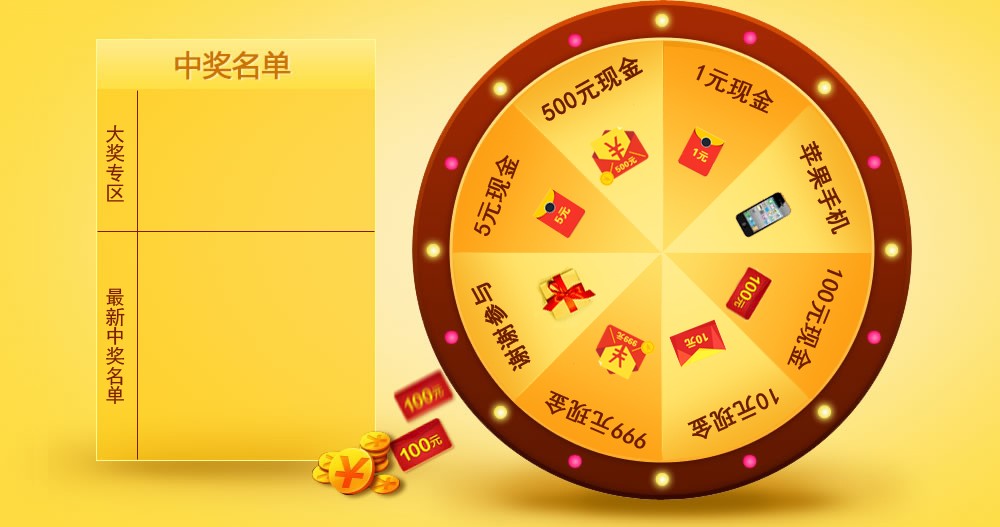 中奖名单
大奖专区
最新中奖名单
500元现金
500元
1元现金
1元
苹果手机
100元现金
100元
10元现金
10元
999元现金
999元
谢谢参与
5元现金
5元
100元
100元
¥